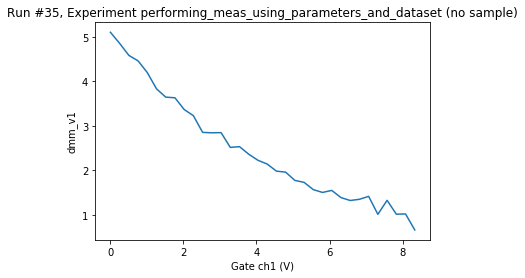 Run #35, Experiment performing_meas_using_parameters_and_dataset (no sample)
5
4
3
2
1
dmm_v1
0 2 4 6 8
Gate ch1 (V)